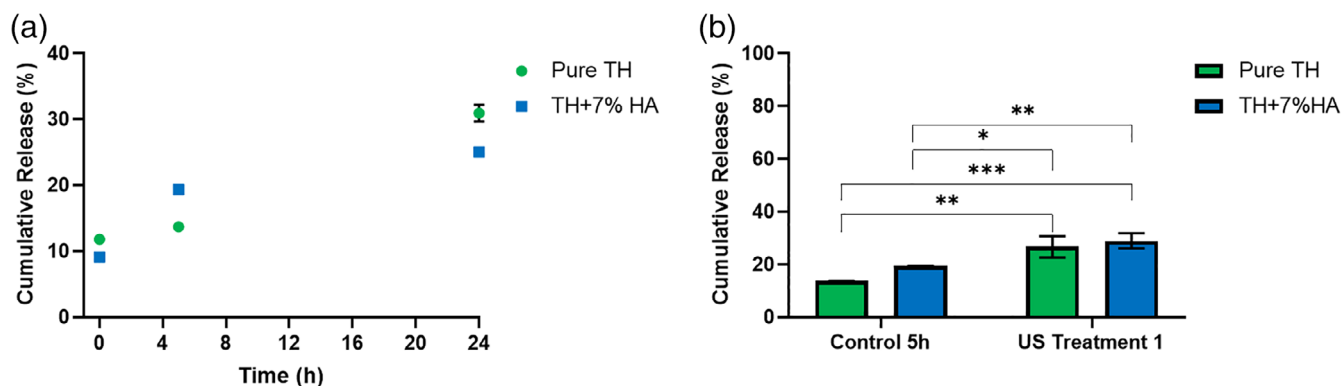 (a)
40
30
20
10
0
Cumulative Release (%)
0 4 8 12 16 20 24
Time (h)
Pure TH
TH+7% HA
(b)
100
80
60
40
20
0
Cumulative Release (%)
**
*
***
**
Control 5h US Treatment 1
Pure TH
TH+7%HA